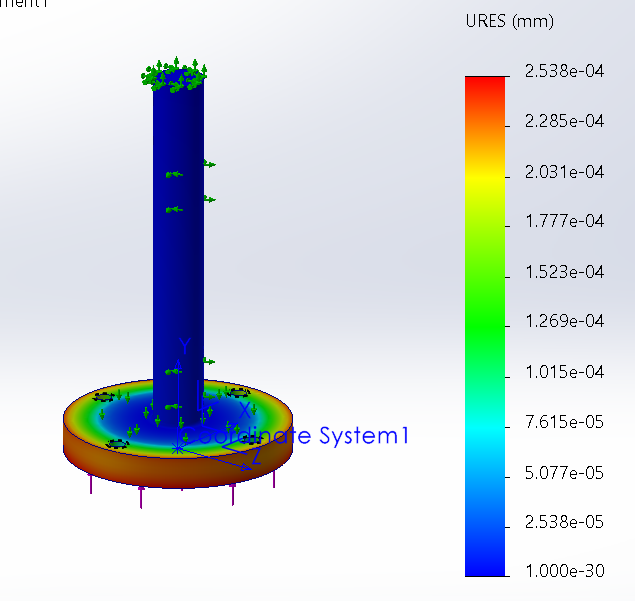 URES (mm)
2.538e-04
2.285e-04
2.031e-04
1.777e-04
1.523e-04
1.269e-04
1.015e-04
7.615e-05
5.077e-05
2.538e-05
1.000e-30
Y
X
Coordinate System1
Z